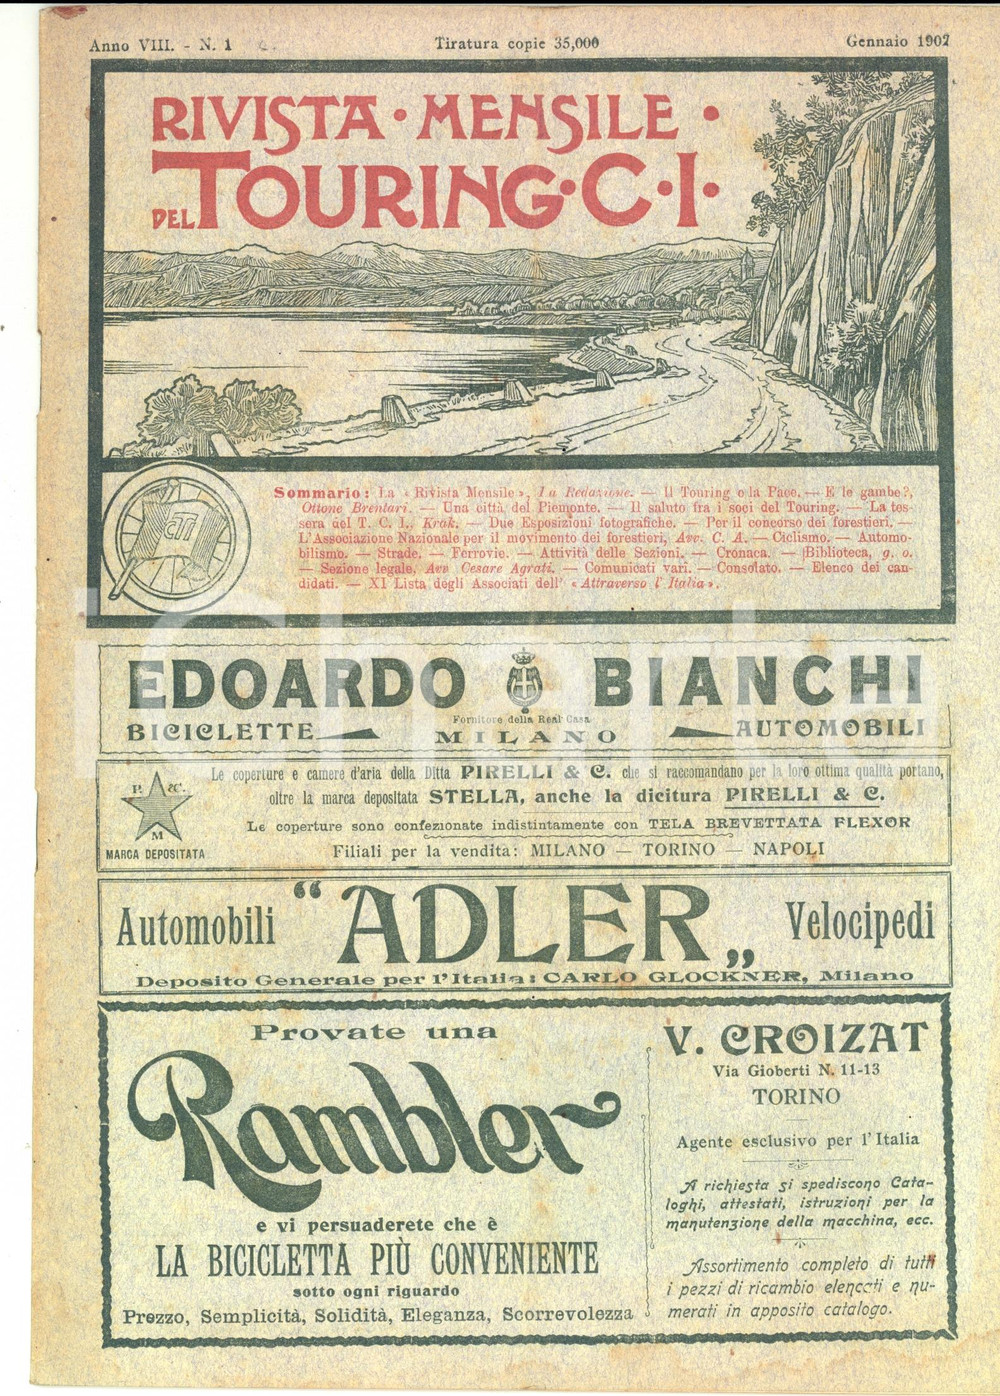 Anno VIII. - N. 1
Tiratura copie 35,000
Gennaio 1902
RIVISTA · MENSILE ·
DEL TOURING · C · I ·
CTI
Sommario: La « Rivista Mensile », La Redazione. — Il Touring e la Pace. — E le gambe?,
Ottone Brentari. — Una città del Piemonte. — Il saluto fra i soci del Touring. — La tes-
sera del T. C. I., Krak. — Due Esposizioni fotografiche. — Per il concorso dei forestieri. —
L'Associazione Nazionale per il movimento dei forestieri, Avv. C. A. — Ciclismo. — Automo-
bilismo. — Strade. — Ferrovie. — Attività delle Sezioni. — Cronaca. — Biblioteca, g. o.
— Sezione legale, Avv Cesare Agrati. — Comunicati vari. — Consolato. — Elenco dei can-
didati. — XI Lista degli Associati dell' « Attraverso l'Italia ».
EDOARDO BIANCHI
Fornitore della Real Casa
BICICLETTE MILANO AUTOMOBILI
P. & C.
M
MARCA DEPOSITATA
Le coperture e camere d'aria della Ditta PIRELLI & C. che si raccomandano per la loro ottima qualità portano,
oltre la marca depositata STELLA, anche la dicitura PIRELLI & C.
Le coperture sono confezionate indistintamente con TELA BREVETTATA FLEXOR
Filiali per la vendita: MILANO — TORINO — NAPOLI
Automobili "ADLER„ Velocipedi
Deposito Generale per l'Italia: CARLO GLOCKNER, Milano
Provate una
Rambler
e vi persuaderete che è
LA BICICLETTA PIÙ CONVENIENTE
sotto ogni riguardo
Prezzo, Semplicità, Solidità, Eleganza, Scorrevolezza
V. CROIZAT
Via Gioberti N. 11-13
TORINO
Agente esclusivo per l'Italia
A richiesta si spediscono Cata-
loghi, attestati, istruzioni per la
manutenzione della macchina, ecc.
Assortimento completo di tutti
i pezzi di ricambio elencati e nu-
merati in apposito catalogo.